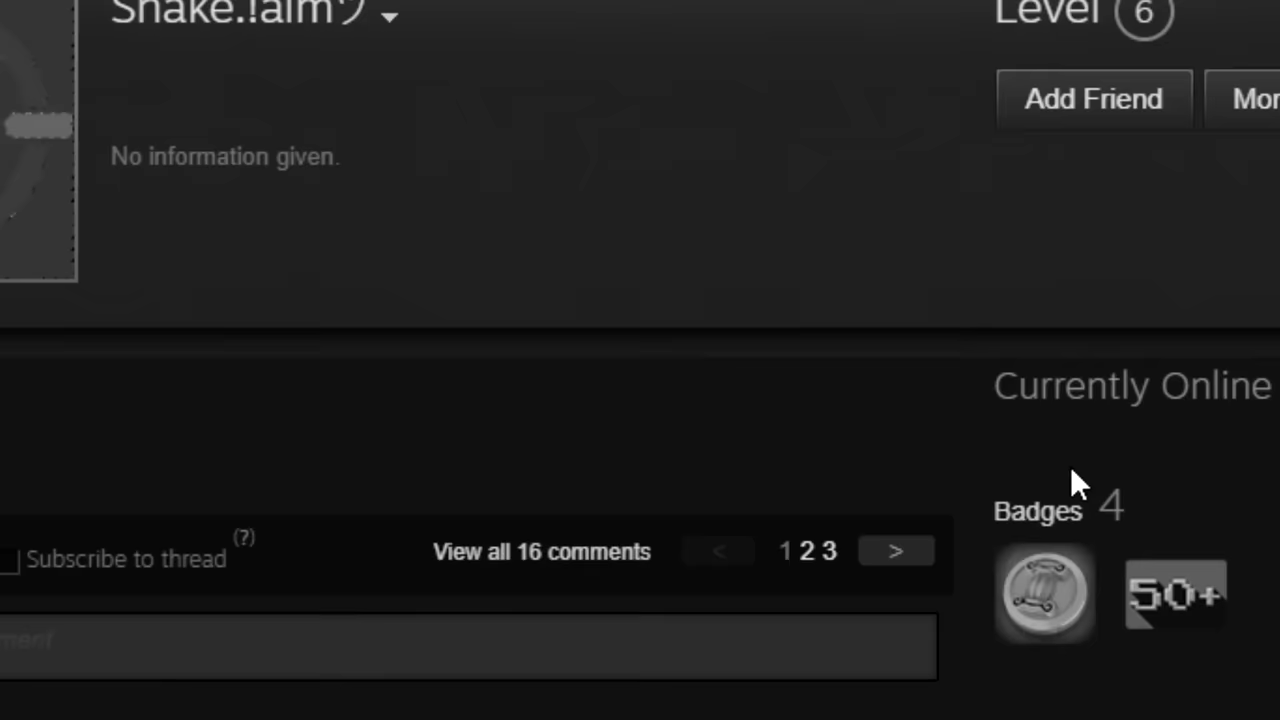 Snake.!aimツ
Level 6
Add Friend
No information given.
Currently Online
Badges 4
(?)
Subscribe to thread
View all 16 comments < 1 2 3 >
50+